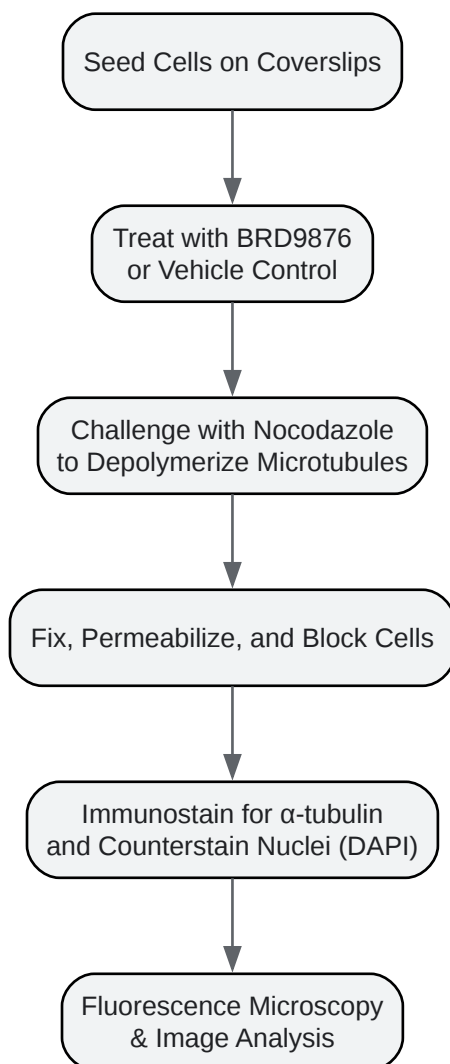 Seed Cells on Coverslips
Treat with BRD9876
or Vehicle Control
Challenge with Nocodazole
to Depolymerize Microtubules
Fix, Permeabilize, and Block Cells
Immunostain for α-tubulin
and Counterstain Nuclei (DAPI)
Fluorescence Microscopy
& Image Analysis